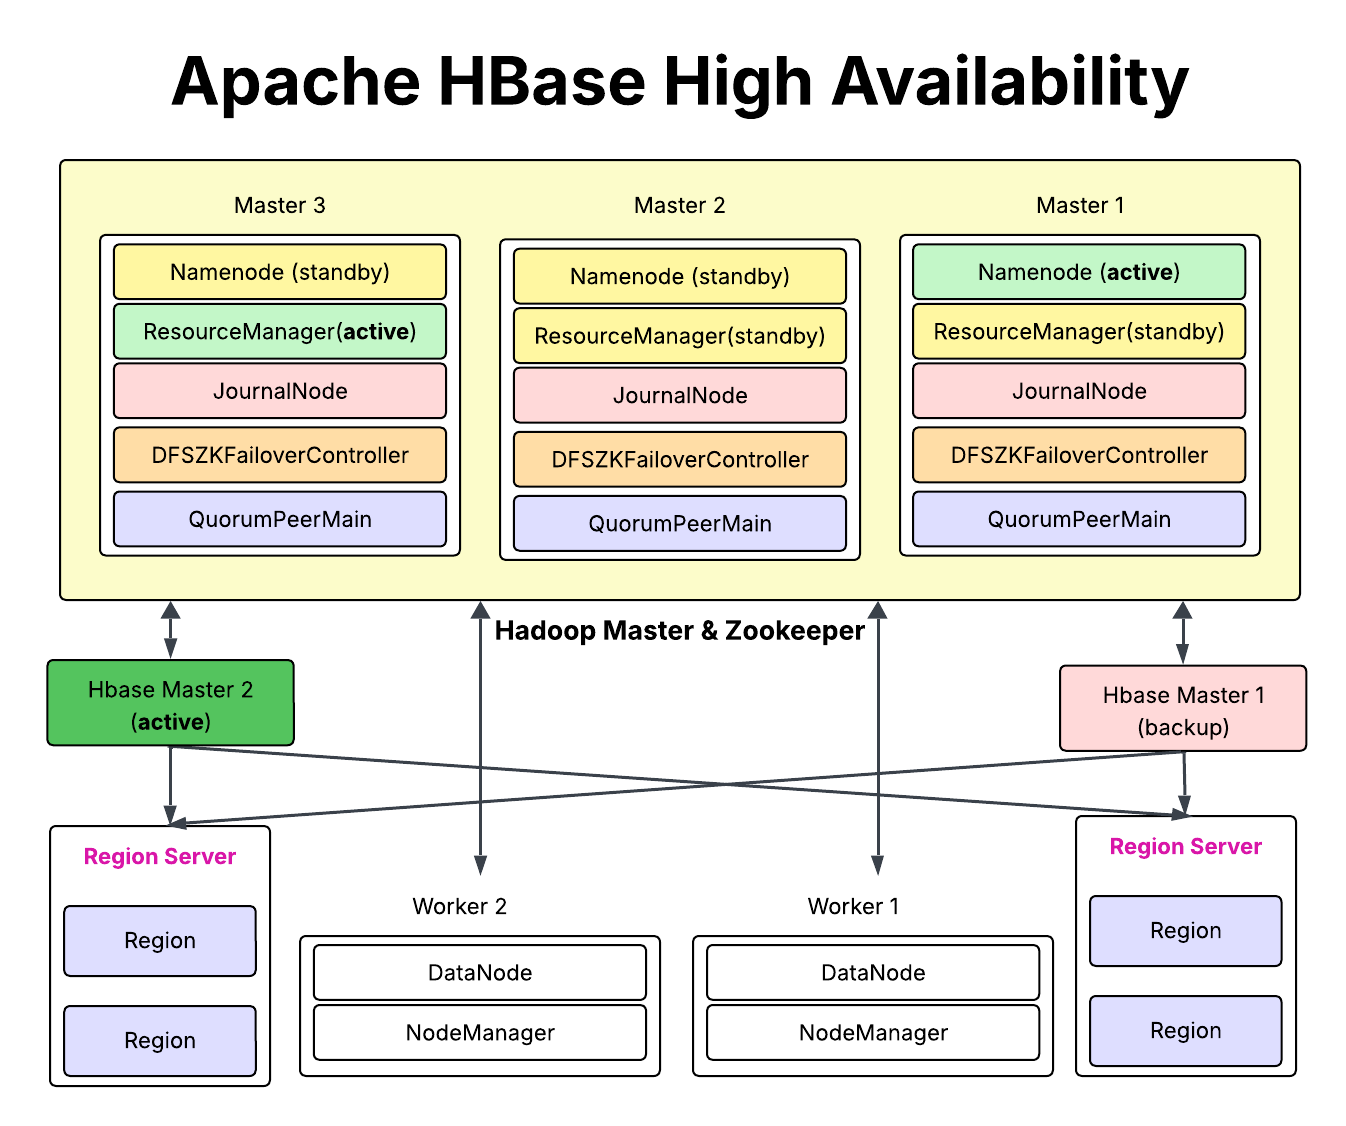 Apache HBase High Availability
Master 3
Namenode (standby)
ResourceManager(active)
JournalNode
DFSZKFailoverController
QuorumPeerMain
Master 2
Namenode (standby)
ResourceManager(standby)
JournalNode
DFSZKFailoverController
QuorumPeerMain
Master 1
Namenode (active)
ResourceManager(standby)
JournalNode
DFSZKFailoverController
QuorumPeerMain
Hadoop Master & Zookeeper
Hbase Master 2
(active)
Hbase Master 1
(backup)
Region Server
Region
Region
Worker 2
DataNode
NodeManager
Worker 1
DataNode
NodeManager
Region Server
Region
Region